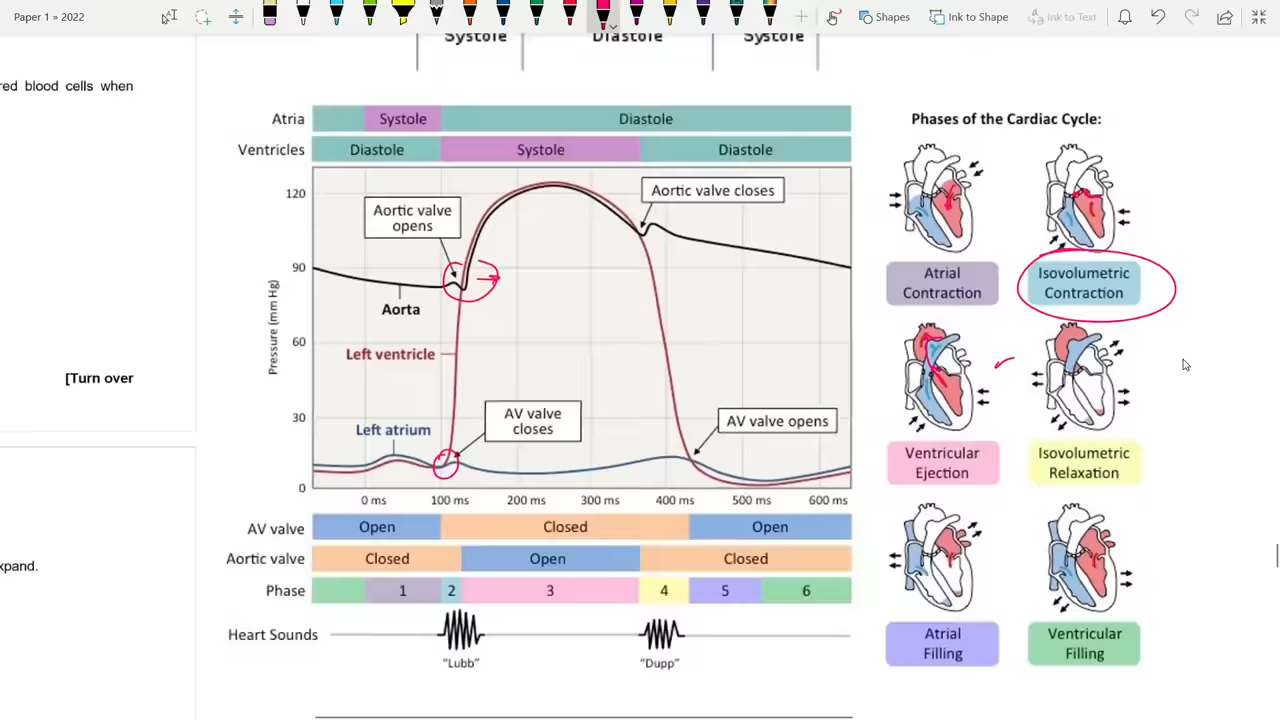 Paper 1 » 2022
Shapes
Ink to Shape
Ink to Text
Systole
Diastole
Systole
red blood cells when
[Turn over
xpand.
Atria
Systole
Diastole
Ventricles
Diastole
Systole
Diastole
Pressure (mm Hg)
120
90
60
30
0
Aortic valve
opens
Aortic valve closes
Aorta
Left ventricle
Left atrium
AV valve
closes
AV valve opens
0 ms
100 ms
200 ms
300 ms
400 ms
500 ms
600 ms
AV valve
Open
Closed
Open
Aortic valve
Closed
Open
Closed
Phase
1
2
3
4
5
6
Heart Sounds
"Lubb"
"Dupp"
Phases of the Cardiac Cycle:
Atrial
Contraction
Isovolumetric
Contraction
Ventricular
Ejection
Isovolumetric
Relaxation
Atrial
Filling
Ventricular
Filling